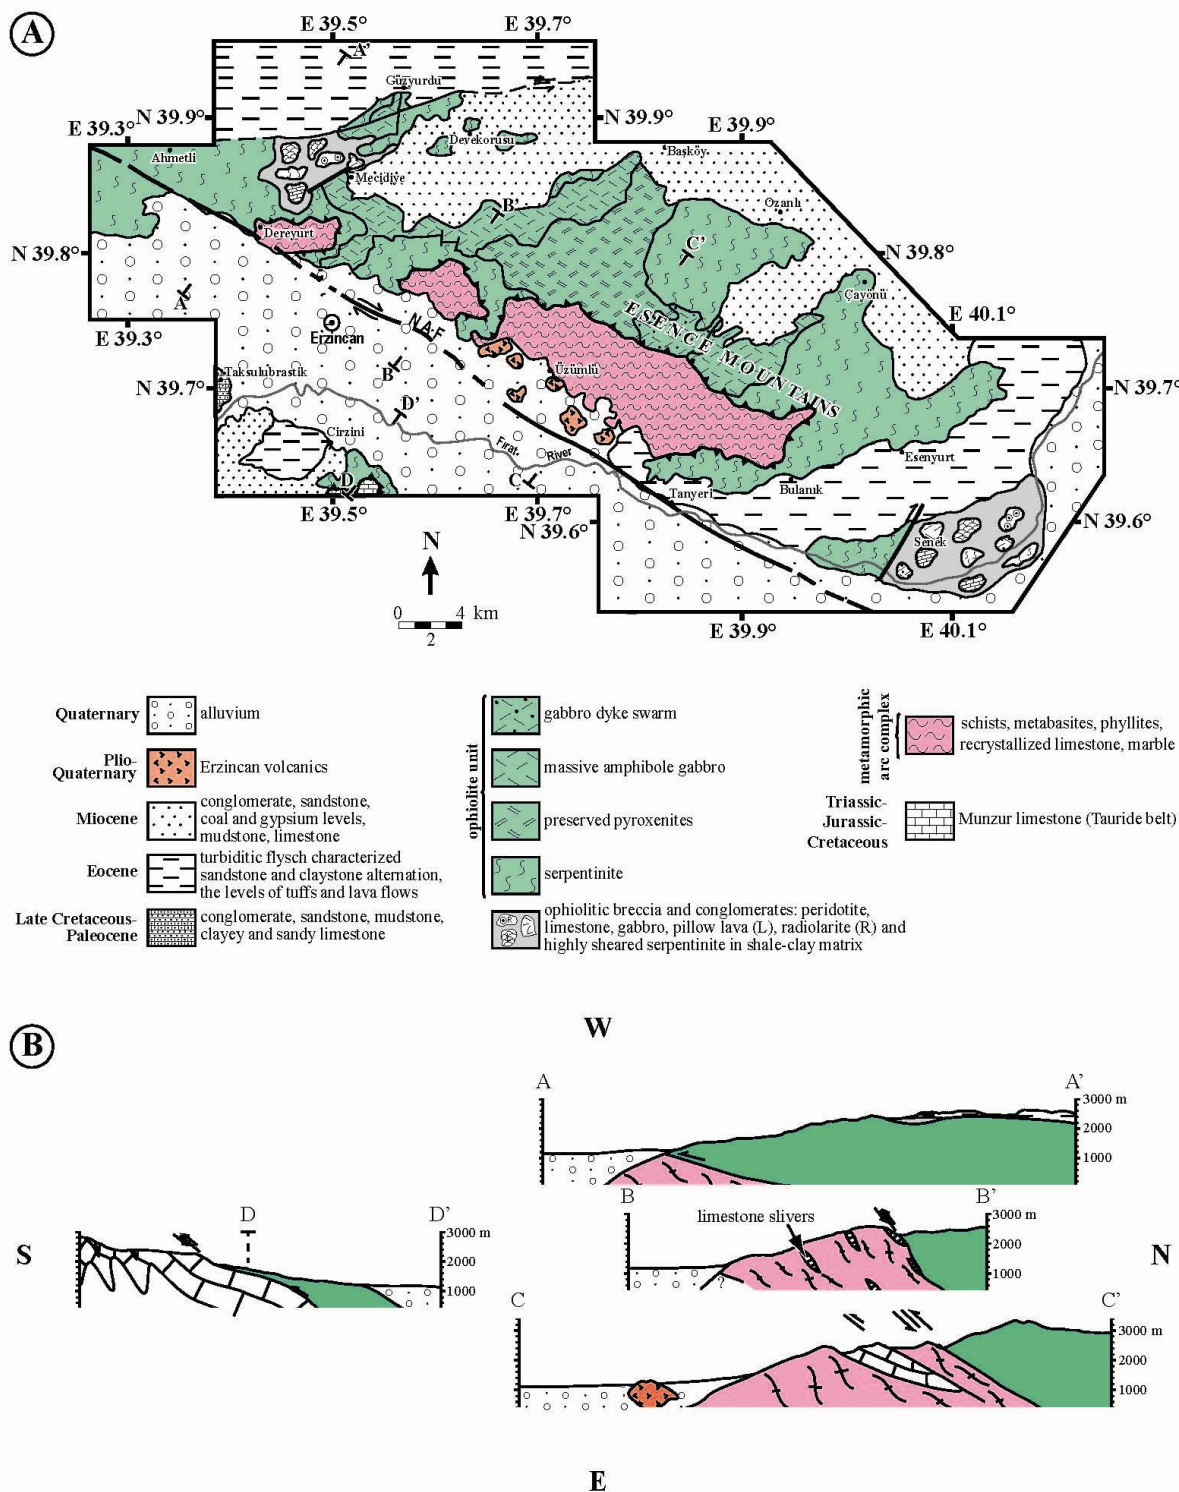 A
E 39.5° E 39.7°
A'
Güzyurdu
N 39.9° N 39.9°
E 39.3° E 39.9°
Ahmetli
Devekorusu
Başköy
Mecidiye
Ozanlı
B'
Dereyurt
C'
N 39.8° N 39.8°
Çayönü
A
E 39.3° Erzincan N.A.F E 40.1°
ESENCE MOUNTAINS
B
Üzümlü
Taksulubrastik
N 39.7° N 39.7°
D'
Cirzini
Fırat River
Esenyurt
D C
Tanyeri Bulanık
E 39.5° E 39.7°
N 39.6° N 39.6°
Senek
N
0 4 km
2
E 39.9° E 40.1°
Quaternary alluvium
Plio-
Quaternary Erzincan volcanics
Miocene conglomerate, sandstone,
coal and gypsium levels,
mudstone, limestone
Eocene turbiditic flysch characterized
sandstone and claystone alternation,
the levels of tuffs and lava flows
Late Cretaceous-
Paleocene conglomerate, sandstone, mudstone,
clayey and sandy limestone
ophiolite unit
gabbro dyke swarm
massive amphibole gabbro
preserved pyroxenites
serpentinite
R
ophiolitic breccia and conglomerates: peridotite,
limestone, gabbro, pillow lava (L), radiolarite (R) and
highly sheared serpentinite in shale-clay matrix
metamorphic
arc complex
schists, metabasites, phyllites,
recrystallized limestone, marble
Triassic-
Jurassic-
Cretaceous
Munzur limestone (Tauride belt)
B
W
A A'
3000 m
2000
1000
B B'
limestone slivers
3000 m
2000
1000
?
S
D D'
3000 m
2000
1000
N
C C'
3000 m
2000
1000
E